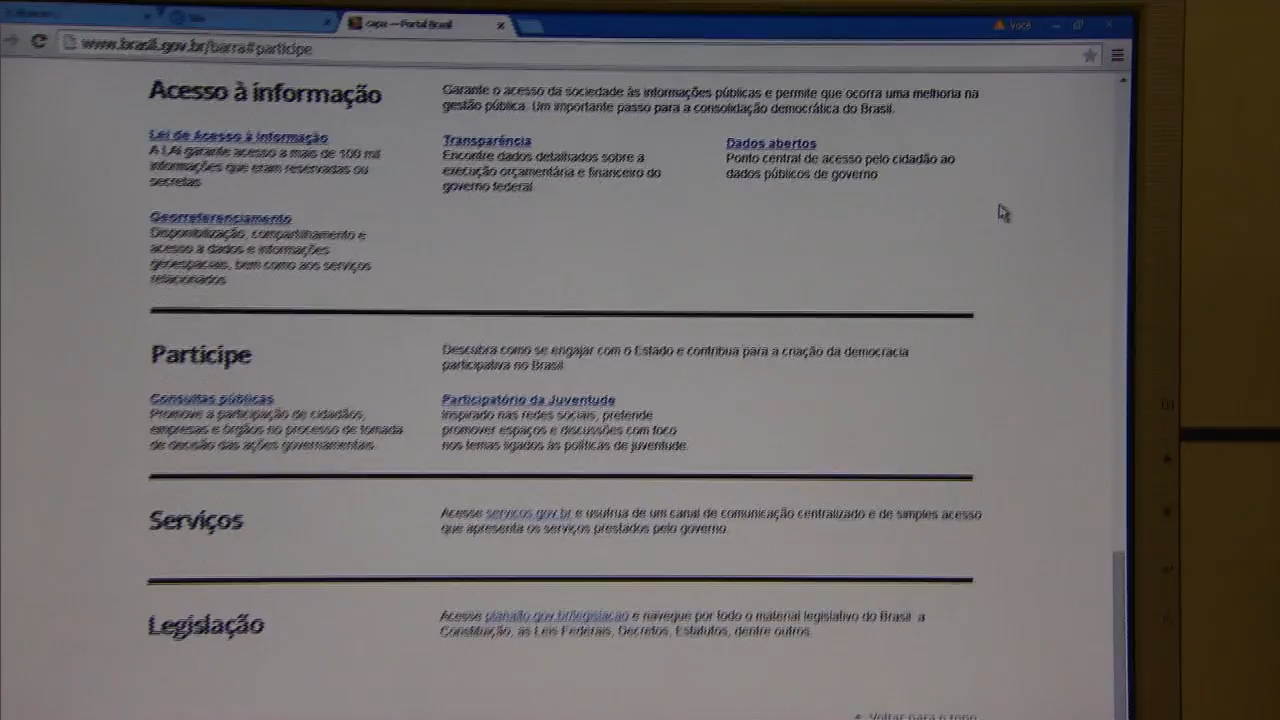 capa — Portal Brasil
Você
www.brasil.gov.br/barra#participe
Acesso à informação
Garante o acesso da sociedade às informações públicas e permite que ocorra uma melhoria na
gestão pública. Um importante passo para a consolidação democrática do Brasil.
Lei de Acesso à Informação
A LAI garante acesso a mais de 100 mil
informações que eram reservadas ou
secretas
Transparência
Encontre dados detalhados sobre a
execução orçamentária e financeiro do
governo federal
Dados abertos
Ponto central de acesso pelo cidadão ao
dados públicos de governo
Georreferenciamento
Disponibilização, compartilhamento e
acesso a dados e informações
geoespaciais, bem como aos serviços
relacionados
Participe
Descubra como se engajar com o Estado e contribua para a criação da democracia
participativa no Brasil
Consultas públicas
Promove a participação de cidadãos,
empresas e órgãos no processo de tomada
de decisão das ações governamentais.
Participatório da Juventude
Inspirado nas redes sociais, pretende
promover espaços e discussões com foco
nos temas ligados às políticas de juventude.
Serviços
Acesse servicos.gov.br e usufrua de um canal de comunicação centralizado e de simples acesso
que apresenta os serviços prestados pelo governo.
Legislação
Acesse planalto.gov.br/legislacao e navegue por todo o material legislativo do Brasil: a
Constituição, as Leis Federais, Decretos, Estatutos, dentre outros.
Voltar para o topo